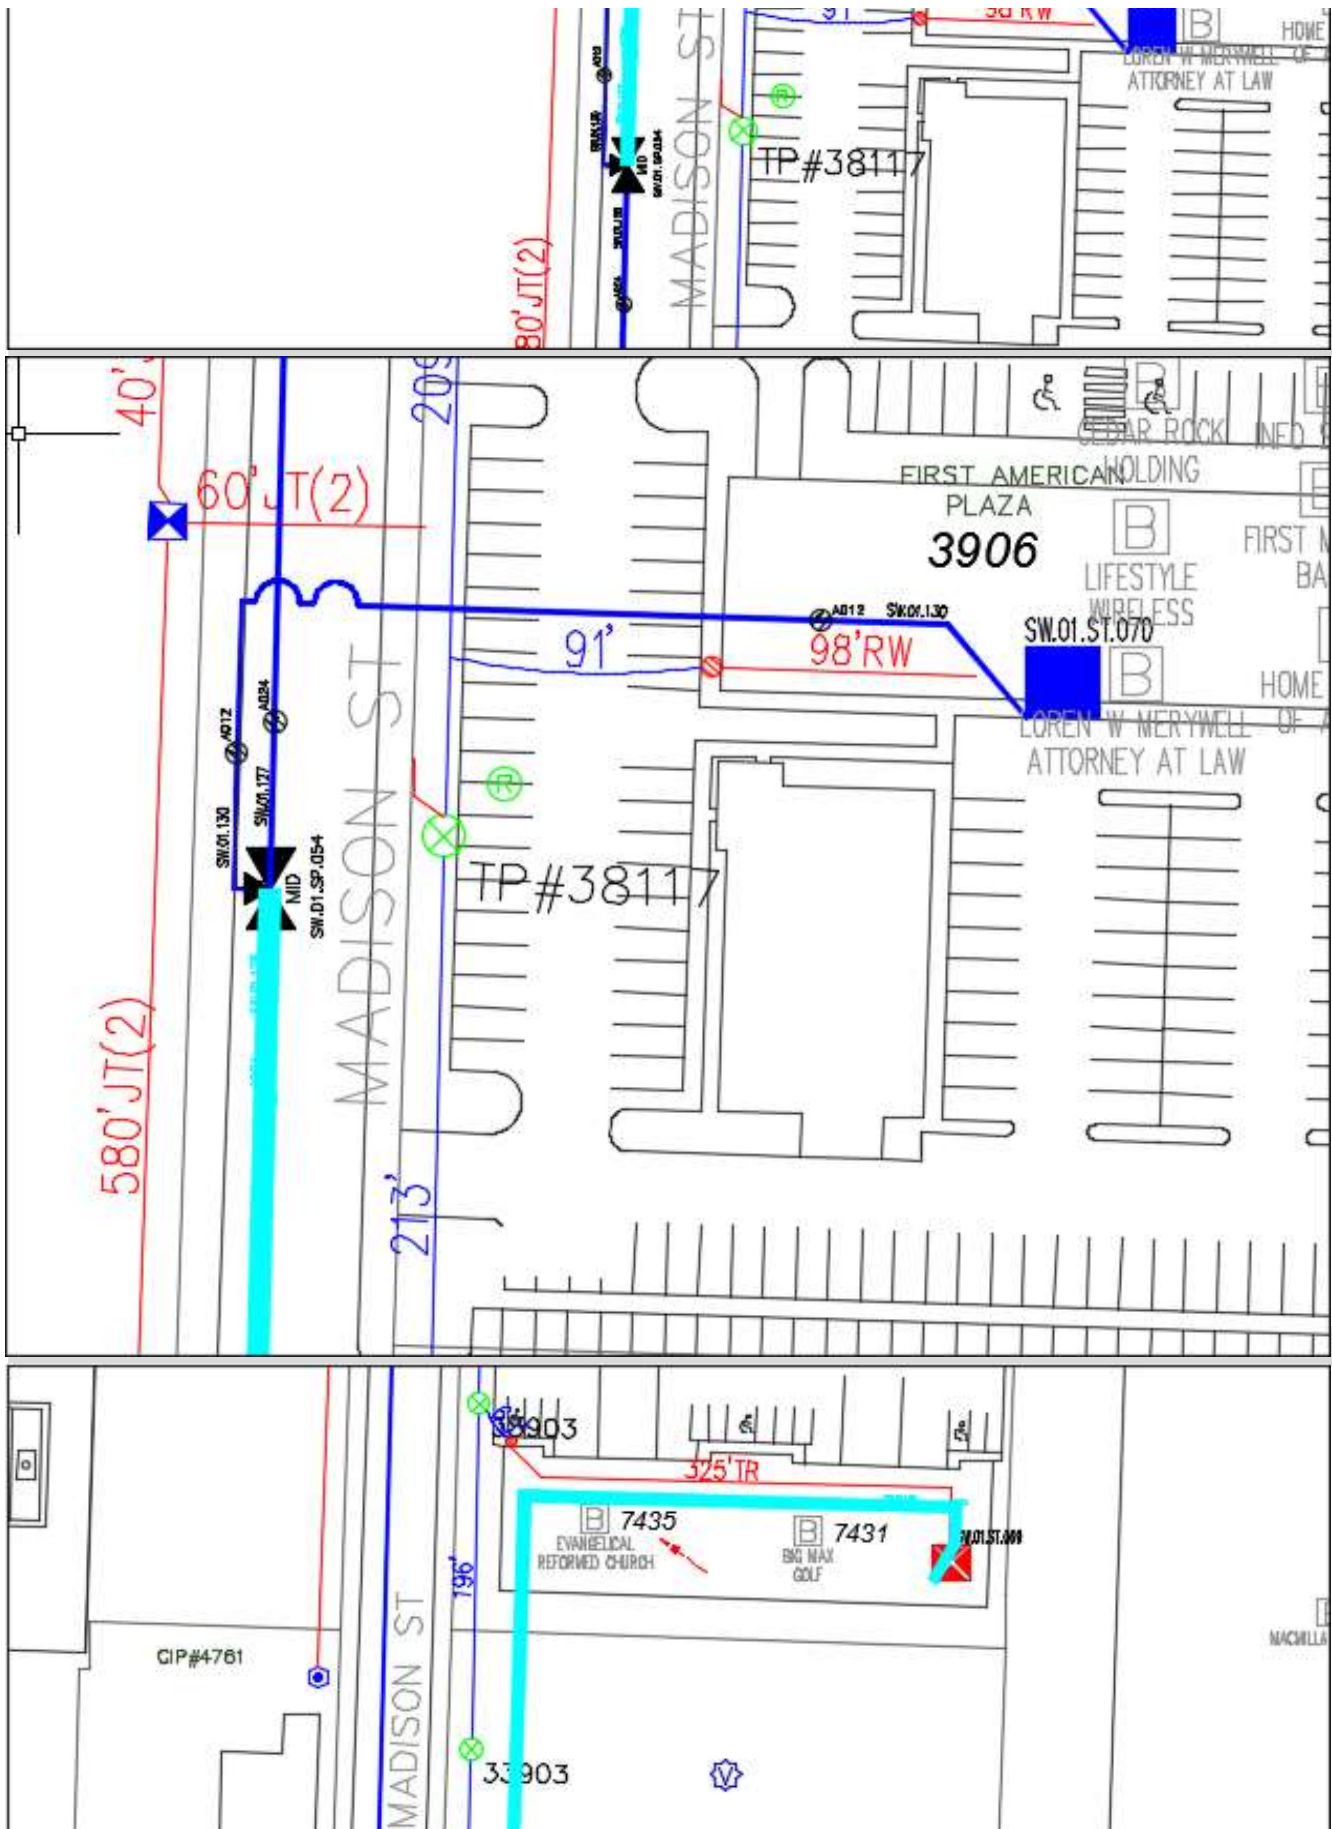 91'
98'RW
HOME
LOREN W MERYWELL
ATTORNEY AT LAW
MADISON ST
TP#38117
MID
SW.01.SP.054
80'JT(2)
40'
209
60'JT(2)
CEDAR ROCK
HOLDING
FIRST AMERICAN
PLAZA
3906
B
LIFESTYLE
WIRELESS
FIRST
A012
SW.01.130
SW.01.ST.070
91'
98'RW
B
HOME
LOREN W MERYWELL
ATTORNEY AT LAW
MADISON ST
A024
A012
SW.01.127
SW.01.130
R
TP#38117
MID
SW.01.SP.054
580'JT(2)
213'
325'TR
B
7435
EVANGELICAL
REFORMED CHURCH
B
7431
BIG MAX
GOLF
196'
MADISON ST
CIP#4761
33903
V